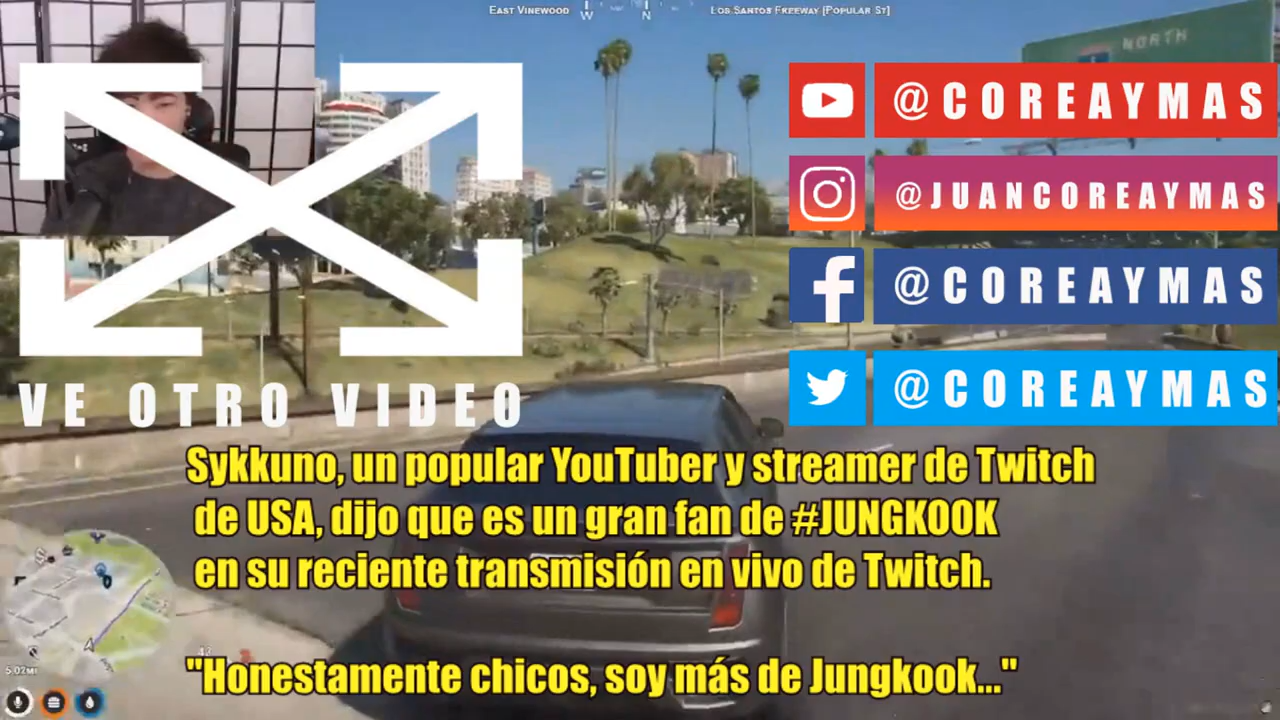 EAST VINEWOOD
W
N
LOS SANTOS FREEWAY [POPULAR ST]
NORTH
@COREAYMAS
@JUANCOREAYMAS
@COREAYMAS
@COREAYMAS
VE OTRO VIDEO
Sykkuno, un popular YouTuber y streamer de Twitch
de USA, dijo que es un gran fan de #JUNGKOOK
en su reciente transmisión en vivo de Twitch.
"Honestamente chicos, soy más de Jungkook..."
5.02MI